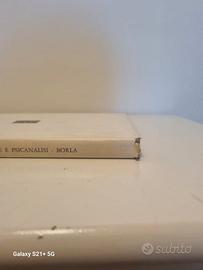 E PSICANALISI - BORLA
Galaxy S21+ 5G
subito